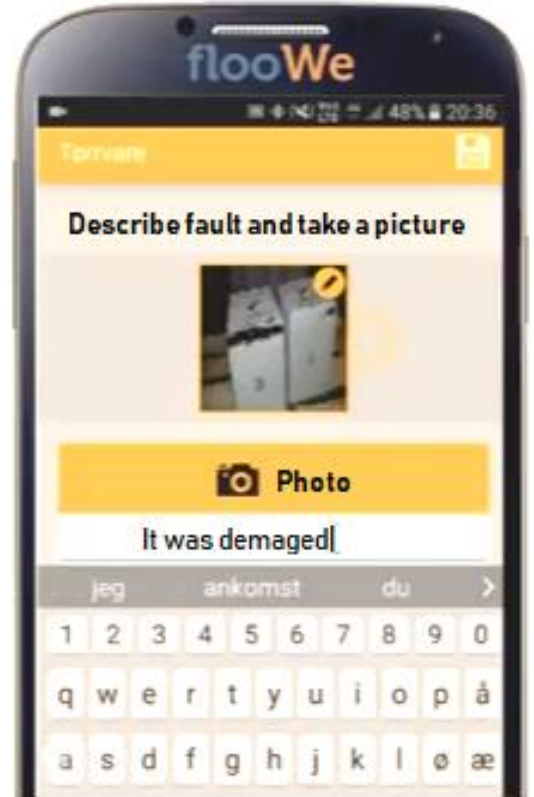 flooWe
48% 20:36
Tørrvare
Describe fault and take a picture
Photo
It was demaged
jeg ankomst du
1 2 3 4 5 6 7 8 9 0
q w e r t y u i o p å
a s d f g h j k l ø æ